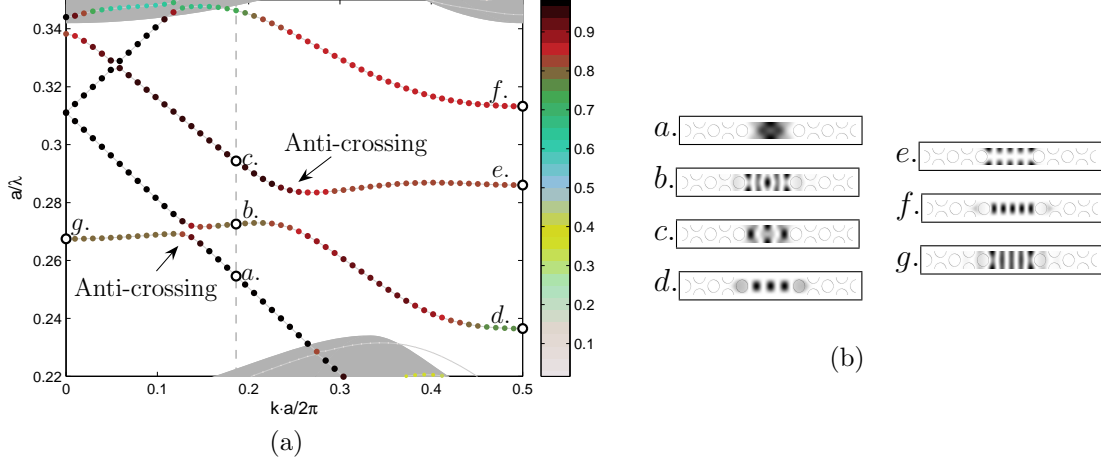 0.34
0.32
0.3
0.28
0.26
0.24
0.22
a/λ
0
0.1
0.2
0.3
0.4
0.5
k·a/2π
f.
c.
Anti-crossing
e.
g.
b.
Anti-crossing
a.
d.
0.9
0.8
0.7
0.6
0.5
0.4
0.3
0.2
0.1
(a)
a.
b.
c.
d.
e.
f.
g.
(b)